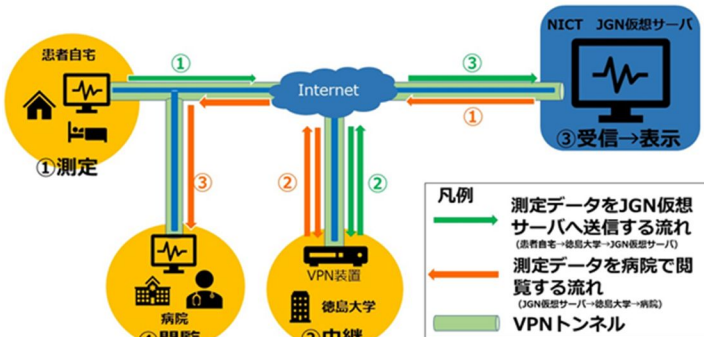 患者自宅
①測定
①
③
Internet
NICT JGN仮想サーバ
①
③受信→表示
③
②
②
病院
④閲覧
VPN装置
徳島大学
②中継
凡例
測定データをJGN仮想
サーバへ送信する流れ
(患者自宅→徳島大学→JGN仮想サーバ)
測定データを病院で閲
覧する流れ
(JGN仮想サーバ→徳島大学→病院)
VPNトンネル